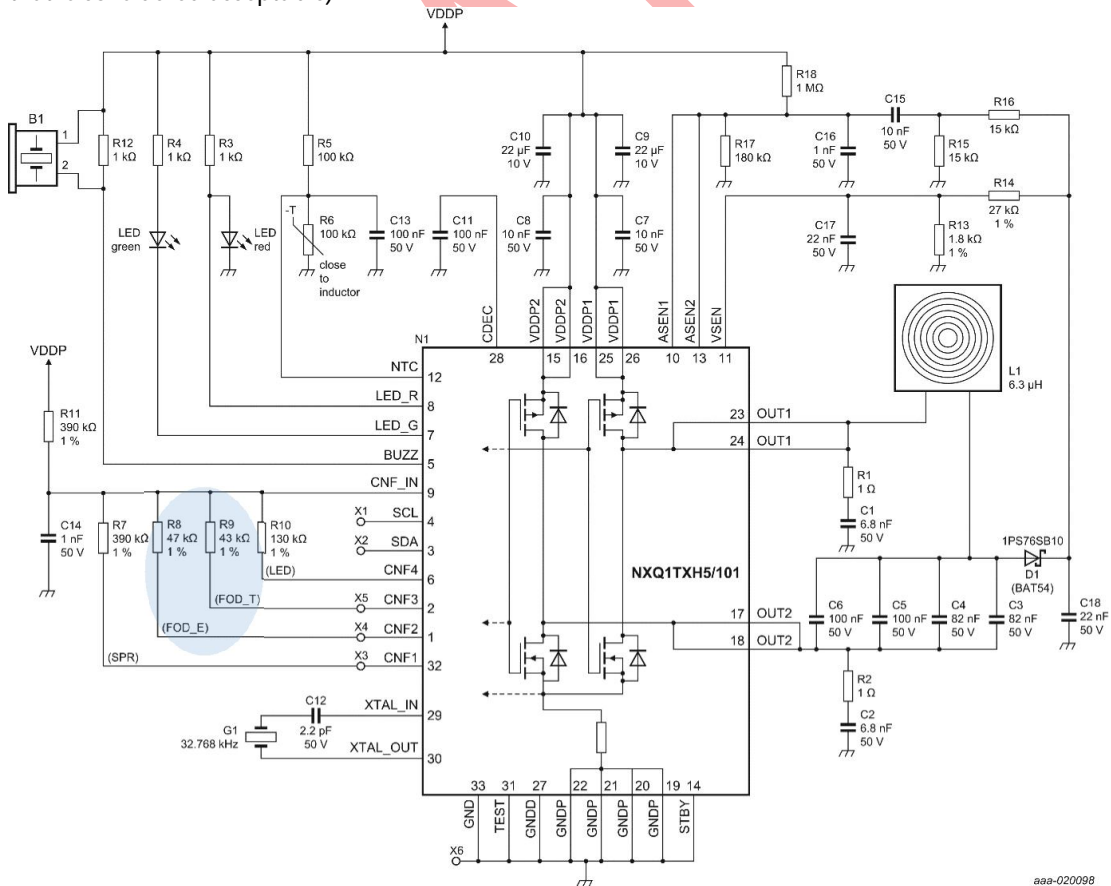 VDDP
B1
1
2
R12
1 kΩ
R4
1 kΩ
R3
1 kΩ
R5
100 kΩ
LED
green
LED
red
-T
R6
100 kΩ
close
to
inductor
C13
100 nF
50 V
C11
100 nF
50 V
C10
22 µF
10 V
C9
22 µF
10 V
C8
10 nF
50 V
C7
10 nF
50 V
R18
1 MΩ
R17
180 kΩ
C16
1 nF
50 V
C15
10 nF
50 V
R15
15 kΩ
R16
15 kΩ
R14
27 kΩ
1 %
C17
22 nF
50 V
R13
1.8 kΩ
1 %
L1
6.3 µH
N1
CDEC
28
VDDP2
15
VDDP2
16
VDDP1
25
VDDP1
26
ASEN1
10
ASEN2
13
VSEN
11
VDDP
R11
390 kΩ
1 %
C14
1 nF
50 V
R7
390 kΩ
1 %
R8
47 kΩ
1 %
R9
43 kΩ
1 %
R10
130 kΩ
1 %
(LED)
(FOD_T)
(FOD_E)
(SPR)
NTC
12
LED_R
8
LED_G
7
BUZZ
5
CNF_IN
9
X1
SCL
4
X2
SDA
3
CNF4
6
X5
CNF3
2
X4
CNF2
1
X3
CNF1
32
G1
32.768 kHz
C12
2.2 pF
50 V
XTAL_IN
29
XTAL_OUT
30
23
OUT1
24
OUT1
R1
1 Ω
C1
6.8 nF
50 V
NXQ1TXH5/101
17
OUT2
18
OUT2
C6
100 nF
50 V
C5
100 nF
50 V
C4
82 nF
50 V
C3
82 nF
50 V
1PS76SB10
D1
(BAT54)
C18
22 nF
50 V
R2
1 Ω
C2
6.8 nF
50 V
33
GND
31
TEST
27
GNDD
22
GNDP
21
GNDP
20
GNDP
19
GNDP
14
STBY
X6
aaa-020098